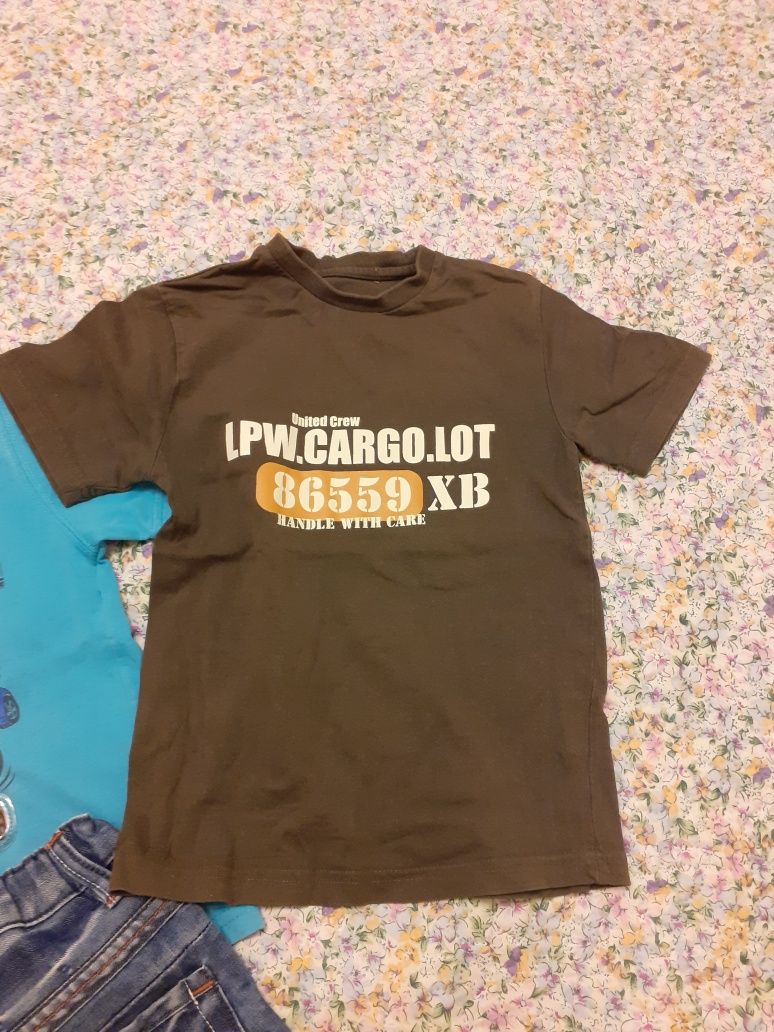 United Crew
LPW.CARGO.LOT
86559 XB
HANDLE WITH CARE